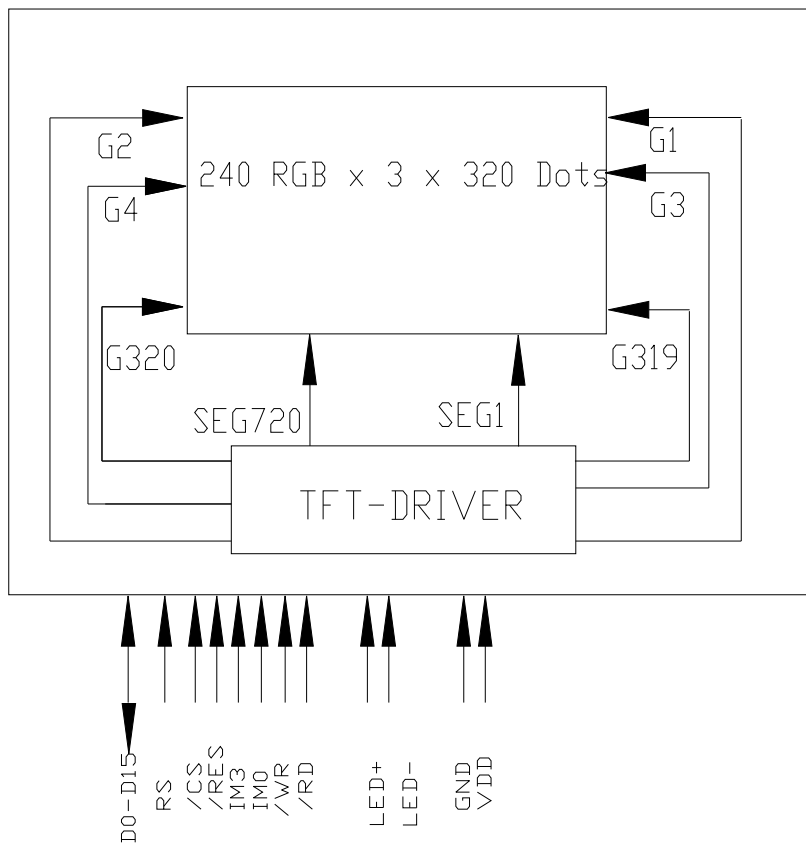 G2
G1
240 RGB x 3 x 320 Dots
G4
G3
G320
G319
SEG720
SEG1
TFT-DRIVER
D0-D15
RS
/CS
/RES
IM3
IM0
/WR
/RD
LED+
LED-
GND
VDD